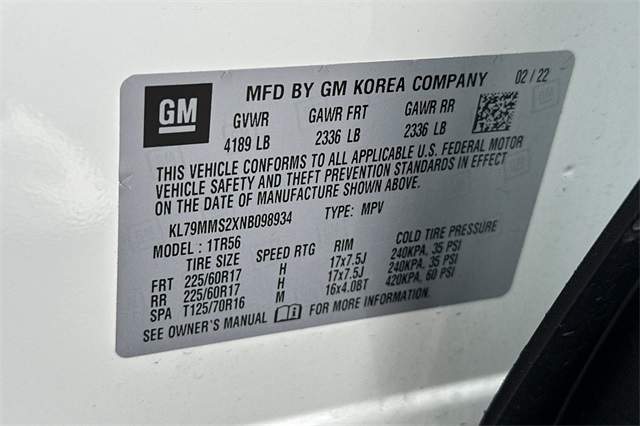 GM
MFD BY GM KOREA COMPANY 02 / 22
GVWR GAWR FRT GAWR RR
4189 LB 2336 LB 2336 LB
THIS VEHICLE CONFORMS TO ALL APPLICABLE U.S. FEDERAL MOTOR
VEHICLE SAFETY AND THEFT PREVENTION STANDARDS IN EFFECT
ON THE DATE OF MANUFACTURE SHOWN ABOVE.
KL79MMS2XNB098934 TYPE: MPV
MODEL : 1TR56
TIRE SIZE SPEED RTG RIM COLD TIRE PRESSURE
FRT 225/60R17 H 17x7.5J 240KPA, 35 PSI
RR 225/60R17 H 17x7.5J 240KPA, 35 PSI
SPA T125/70R16 M 16x4.0BT 420KPA, 60 PSI
SEE OWNER'S MANUAL FOR MORE INFORMATION.